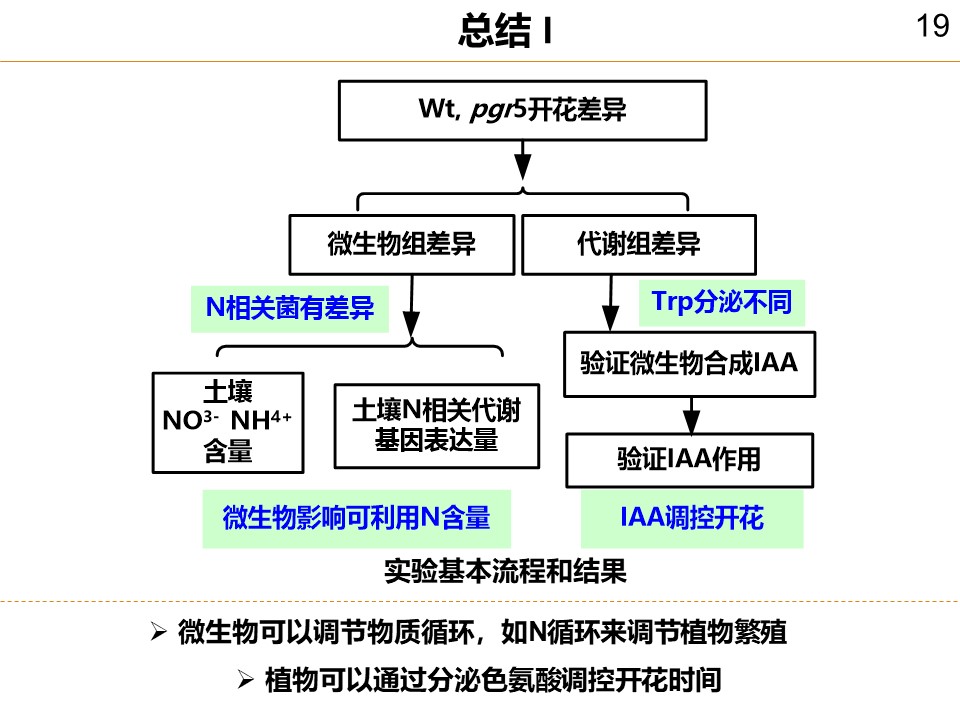 总结 I
19
Wt, pgr5开花差异
微生物组差异
代谢组差异
N相关菌有差异
Trp分泌不同
验证微生物合成IAA
土壤
NO³⁻ NH⁴⁺
含量
土壤N相关代谢
基因表达量
验证IAA作用
微生物影响可利用N含量
IAA调控开花
实验基本流程和结果
➢ 微生物可以调节物质循环，如N循环来调节植物繁殖
➢ 植物可以通过分泌色氨酸调控开花时间